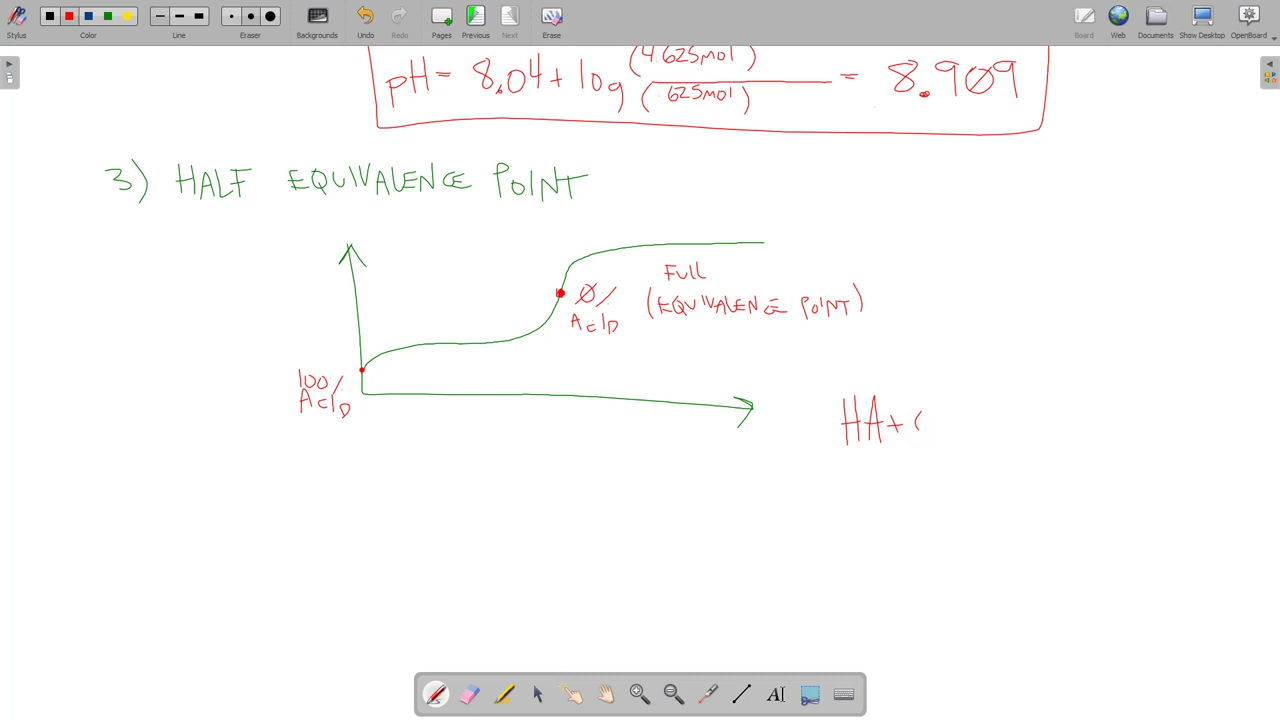 Stylus
Color
Line
Eraser
Backgrounds
Undo
Redo
Pages
Previous
Next
Erase
Board
Web
Documents
Show Desktop
OpenBoard
pH = 8.04 + log (4.625mol) / (.625mol) = 8.909
3) HALF EQUIVALENCE POINT
Full
0%
(EQUIVALENCE POINT)
ACID
100%
ACID
HA + (
AI